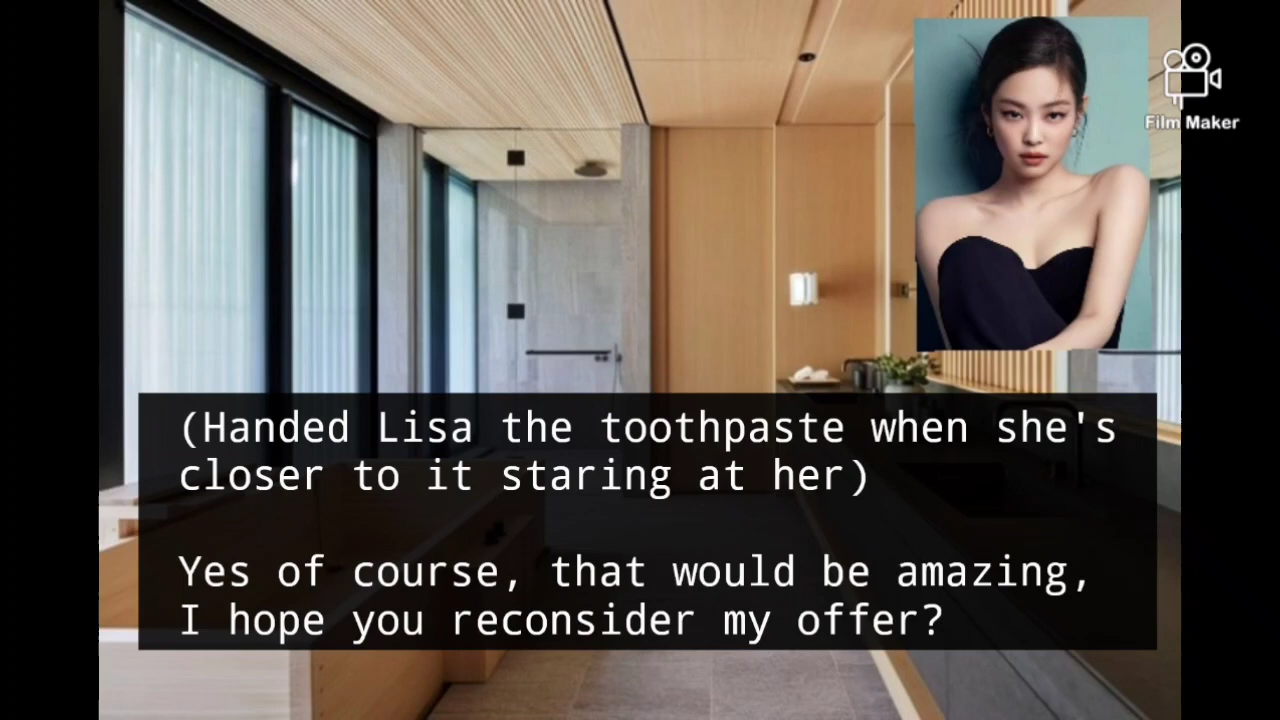 Film Maker
(Handed Lisa the toothpaste when she's
closer to it staring at her)
Yes of course, that would be amazing,
I hope you reconsider my offer?